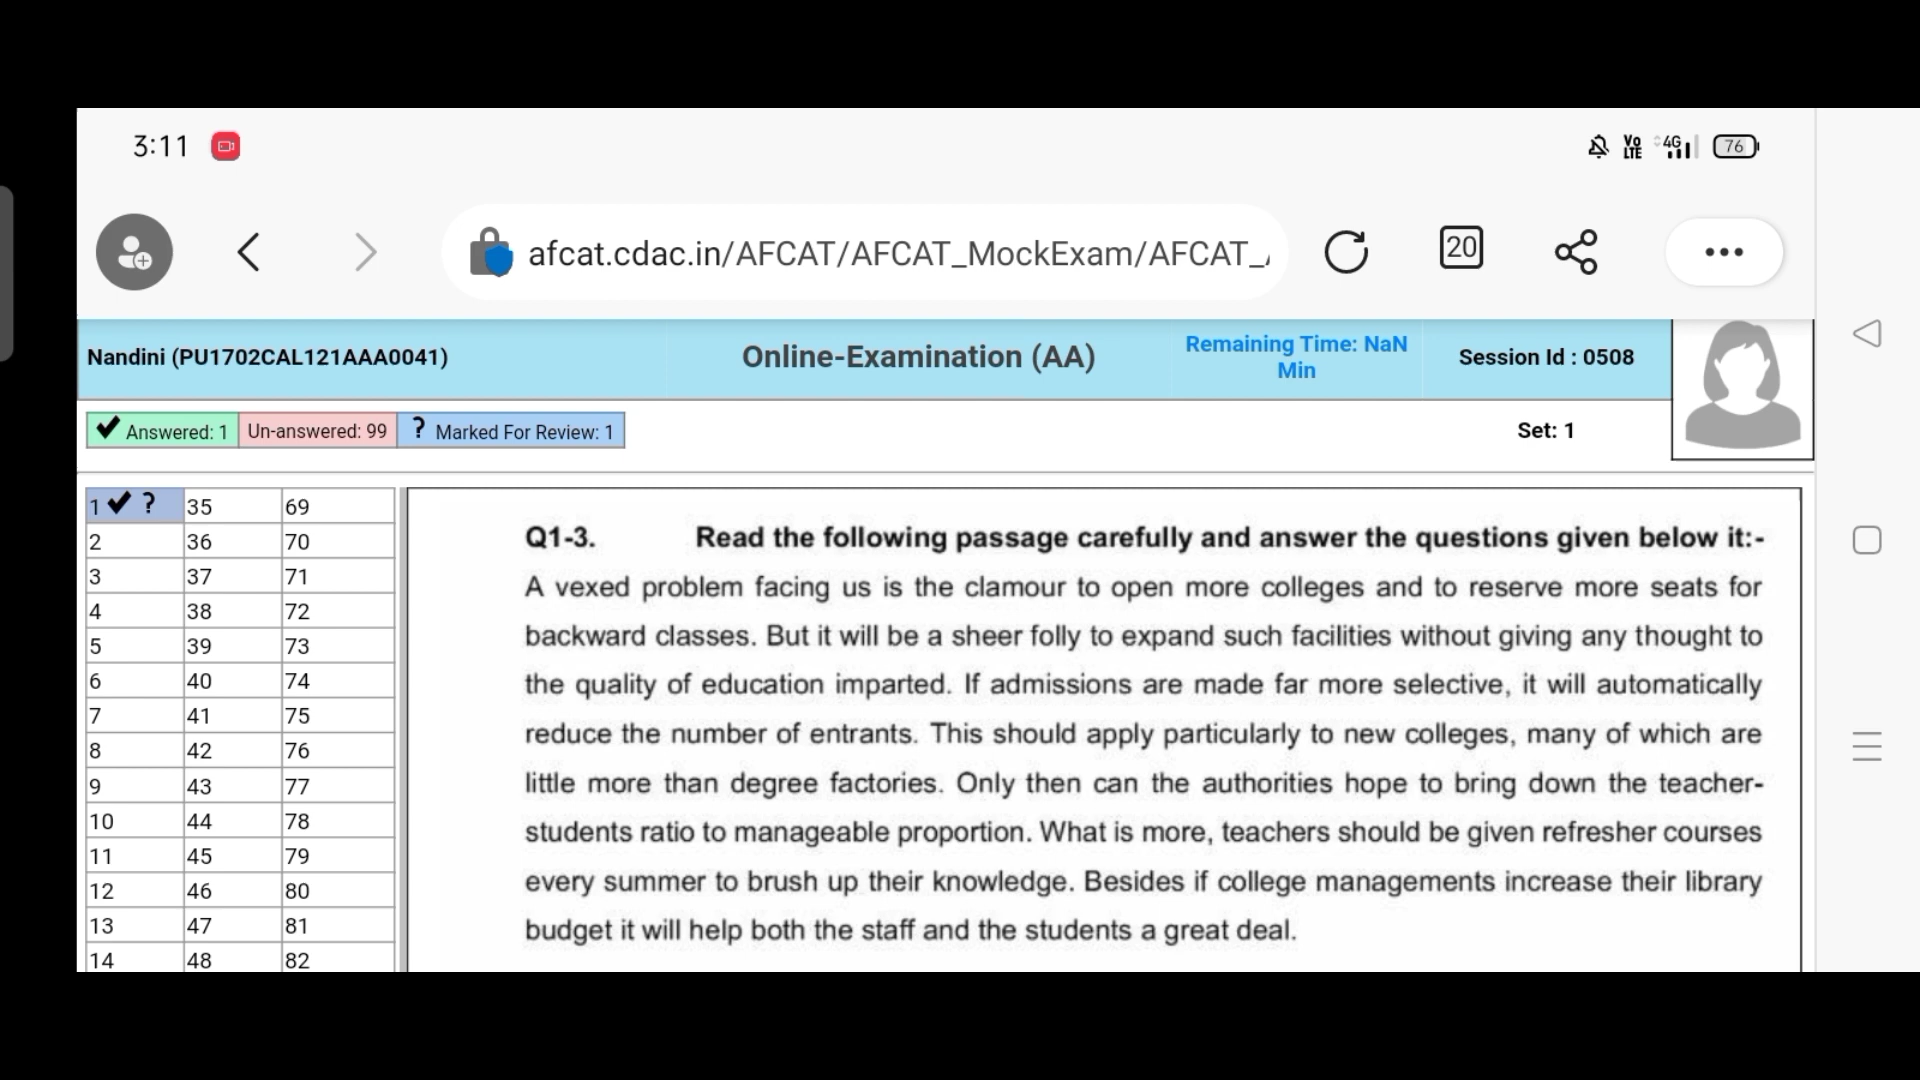 3:11
Vo LTE 4G 76
afcat.cdac.in/AFCAT/AFCAT_MockExam/AFCAT_
20
Nandini (PU1702CAL121AAA0041)
Online-Examination (AA)
Remaining Time: NaN
Min
Session Id : 0508
✔ Answered: 1 Un-answered: 99 ? Marked For Review: 1
Set: 1
1 ✔ ? 35 69
2 36 70
3 37 71
4 38 72
5 39 73
6 40 74
7 41 75
8 42 76
9 43 77
10 44 78
11 45 79
12 46 80
13 47 81
14 48 82
Q1-3. Read the following passage carefully and answer the questions given below it:-
A vexed problem facing us is the clamour to open more colleges and to reserve more seats for
backward classes. But it will be a sheer folly to expand such facilities without giving any thought to
the quality of education imparted. If admissions are made far more selective, it will automatically
reduce the number of entrants. This should apply particularly to new colleges, many of which are
little more than degree factories. Only then can the authorities hope to bring down the teacher-
students ratio to manageable proportion. What is more, teachers should be given refresher courses
every summer to brush up their knowledge. Besides if college managements increase their library
budget it will help both the staff and the students a great deal.